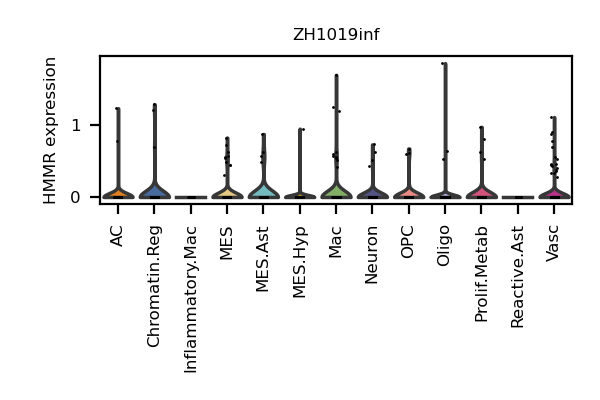 ZH1019inf
HMMR expression
1
0
AC
Chromatin.Reg
Inflammatory.Mac
MES
MES.Ast
MES.Hyp
Mac
Neuron
OPC
Oligo
Prolif.Metab
Reactive.Ast
Vasc